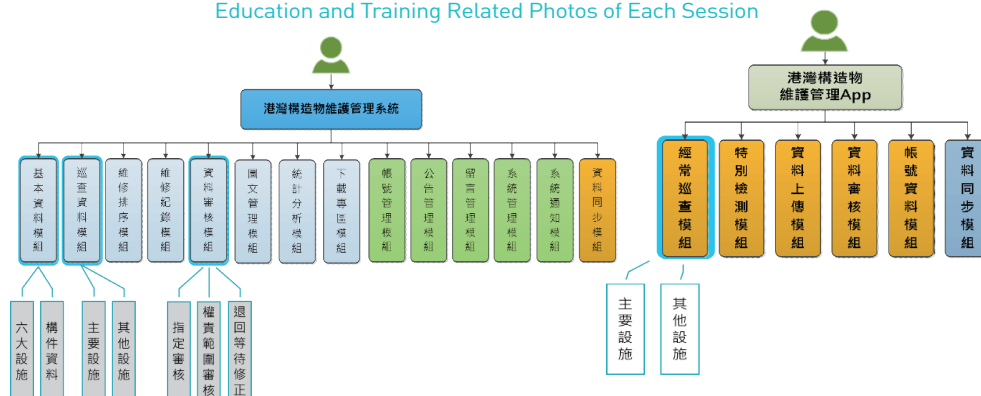 Education and Training Related Photos of Each Session
港灣構造物維護管理系統
基本資料模組
巡查資料模組
維修排序模組
維修紀錄模組
資料審核模組
圖文管理模組
統計分析模組
下載專區模組
帳號管理模組
公告管理模組
留言管理模組
系統管理模組
系統通知模組
資料同步模組
六大設施
構件資料
主要設施
其他設施
指定審核
權責範圍審核
退回等待修正
港灣構造物
維護管理App
經常巡查模組
特別檢測模組
資料上傳模組
資料審核模組
帳號資料模組
資料同步模組
主要設施
其他設施